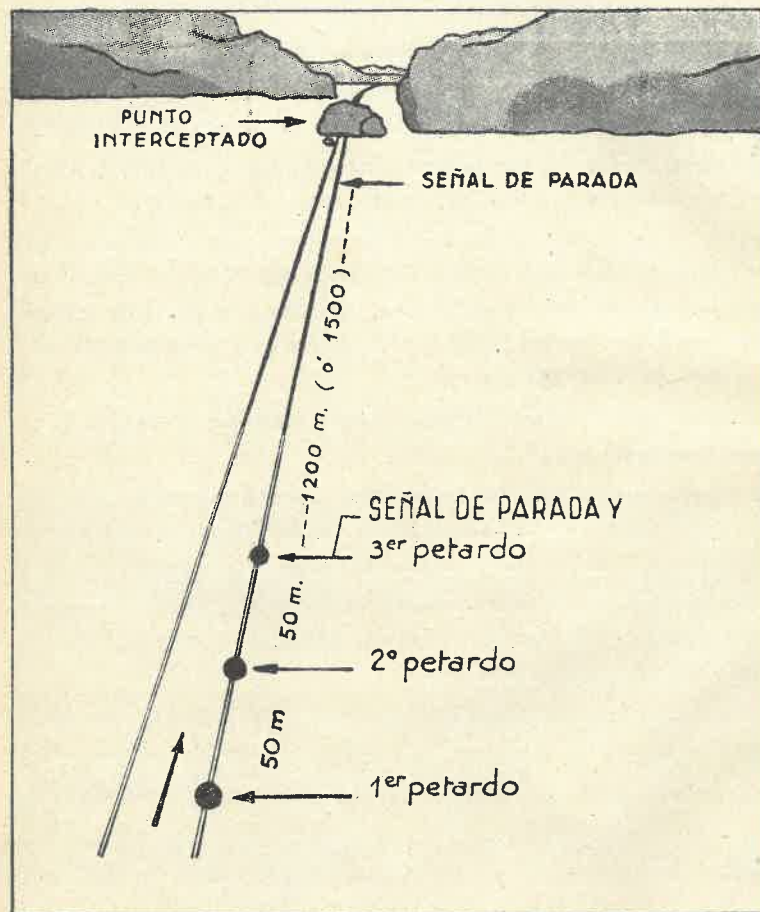 PUNTO
INTERCEPTADO
SEÑAL DE PARADA
1200 m. (ó 1500)
SEÑAL DE PARADA Y
3er petardo
50 m.
2º petardo
50 m
1er petardo